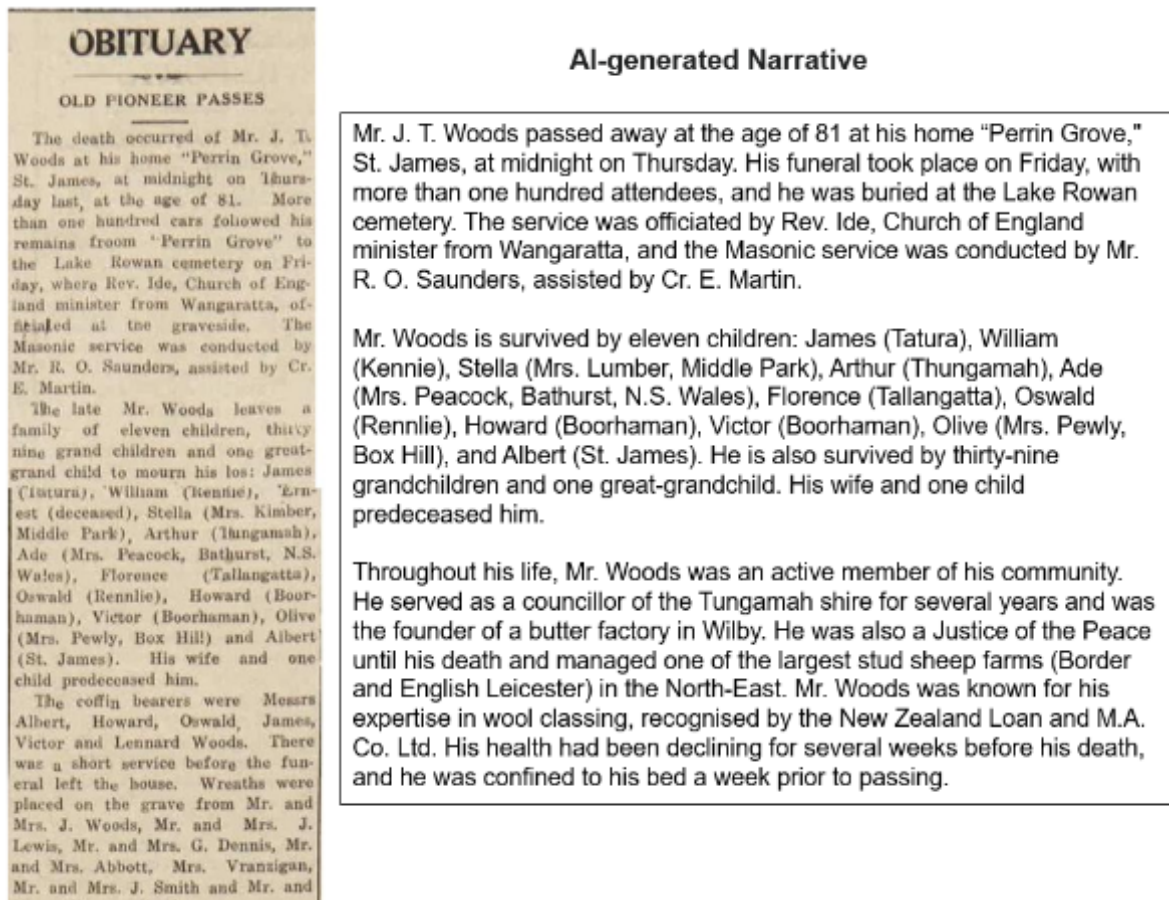 OBITUARY
OLD PIONEER PASSES
The death occurred of Mr. J. T.
Woods at his home "Perrin Grove,"
St. James, at midnight on Thurs-
day last, at the age of 81. More
than one hundred cars followed his
remains froom "Perrin Grove" to
the Lake Rowan cemetery on Fri-
day, where Rev. Ide, Church of Eng-
land minister from Wangaratta, of-
ficiated at the graveside. The
Masonic service was conducted by
Mr. R. O. Saunders, assisted by Cr.
E. Martin.
The late Mr. Woods leaves a
family of eleven children, thirty
nine grand children and one great-
grand child to mourn his los: James
(Tatura), William (Rennie), Ern-
est (deceased), Stella (Mrs. Kimber,
Middle Park), Arthur (Tungamah),
Ade (Mrs. Peacock, Bathurst, N.S.
Wales), Florence (Tallangatta),
Oswald (Rennlie), Howard (Boor-
haman), Victor (Boorhaman), Olive
(Mrs. Pewly, Box Hill) and Albert
(St. James). His wife and one
child predeceased him.
The coffin bearers were Messrs
Albert, Howard, Oswald, James,
Victor and Lennard Woods. There
was a short service before the fun-
eral left the house. Wreaths were
placed on the grave from Mr. and
Mrs. J. Woods, Mr. and Mrs. J.
Lewis, Mr. and Mrs. G. Dennis, Mr.
and Mrs. Abbott, Mrs. Vranzigan,
Mr. and Mrs. J. Smith and Mr. and
AI-generated Narrative
Mr. J. T. Woods passed away at the age of 81 at his home “Perrin Grove,"
St. James, at midnight on Thursday. His funeral took place on Friday, with
more than one hundred attendees, and he was buried at the Lake Rowan
cemetery. The service was officiated by Rev. Ide, Church of England
minister from Wangaratta, and the Masonic service was conducted by Mr.
R. O. Saunders, assisted by Cr. E. Martin.
Mr. Woods is survived by eleven children: James (Tatura), William
(Kennie), Stella (Mrs. Lumber, Middle Park), Arthur (Thungamah), Ade
(Mrs. Peacock, Bathurst, N.S. Wales), Florence (Tallangatta), Oswald
(Rennlie), Howard (Boorhaman), Victor (Boorhaman), Olive (Mrs. Pewly,
Box Hill), and Albert (St. James). He is also survived by thirty-nine
grandchildren and one great-grandchild. His wife and one child
predeceased him.
Throughout his life, Mr. Woods was an active member of his community.
He served as a councillor of the Tungamah shire for several years and was
the founder of a butter factory in Wilby. He was also a Justice of the Peace
until his death and managed one of the largest stud sheep farms (Border
and English Leicester) in the North-East. Mr. Woods was known for his
expertise in wool classing, recognised by the New Zealand Loan and M.A.
Co. Ltd. His health had been declining for several weeks before his death,
and he was confined to his bed a week prior to passing.